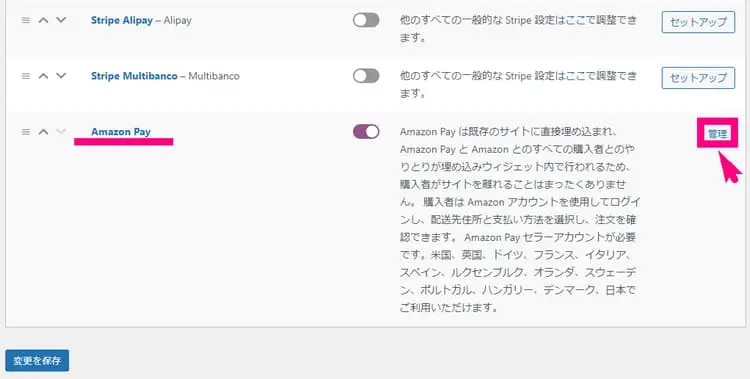 Stripe Alipay – Alipay
他のすべての一般的な Stripe 設定はここで調整でき
ます。
セットアップ
Stripe Multibanco – Multibanco
他のすべての一般的な Stripe 設定はここで調整でき
ます。
セットアップ
Amazon Pay
Amazon Pay は既存のサイトに直接埋め込まれ、
Amazon Pay と Amazon とのすべての購入者とのや
りとりが埋め込みウィジェット内で行われるため、
購入者がサイトを離れることはまったくありませ
ん。 購入者は Amazon アカウントを使用してログイ
ンし、配送先住所と支払い方法を選択し、注文を確
認できます。 Amazon Pay セラーアカウントが必要
です。米国、英国、ドイツ、フランス、イタリア、
スペイン、ルクセンブルク、オランダ、スウェーデ
ン、ポルトガル、ハンガリー、デンマーク、日本で
ご利用いただけます。
管理
変更を保存